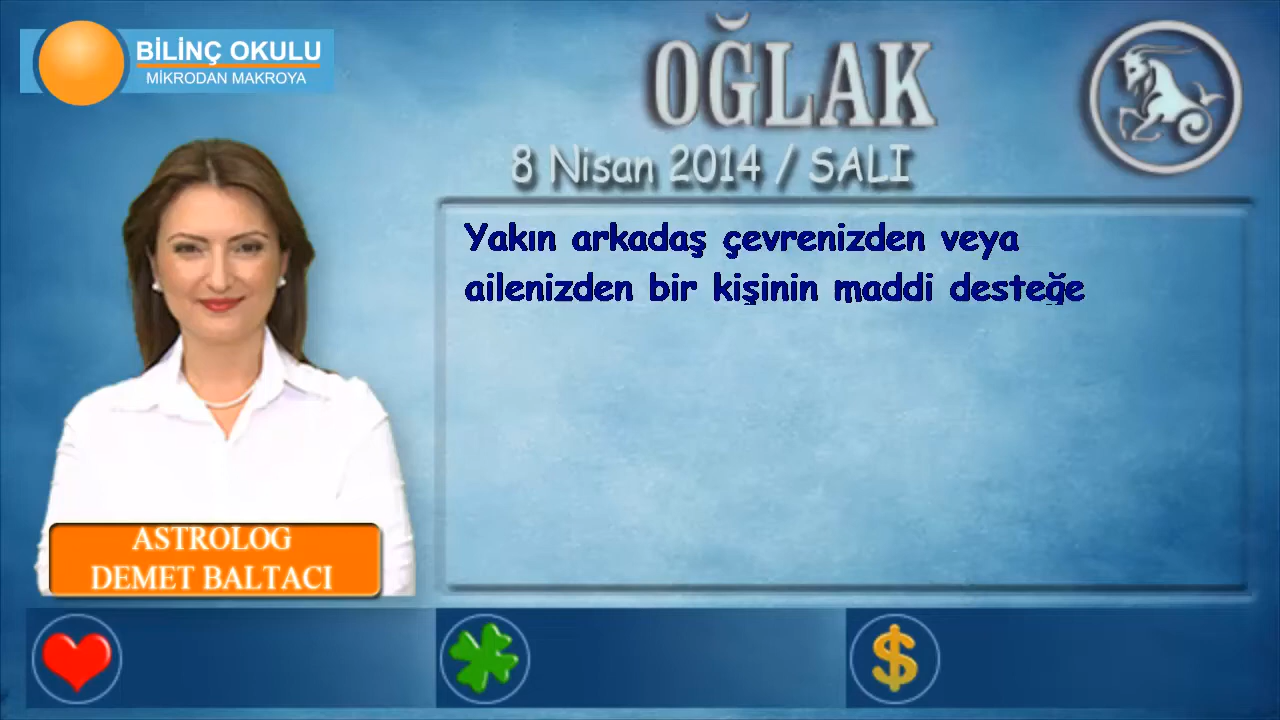 BİLİNÇ OKULU
MİKRODAN MAKROYA
OĞLAK
8 Nisan 2014 / SALI
Yakın arkadaş çevrenizden veya
ailenizden bir kişinin maddi desteğe
ASTROLOG
DEMET BALTACI